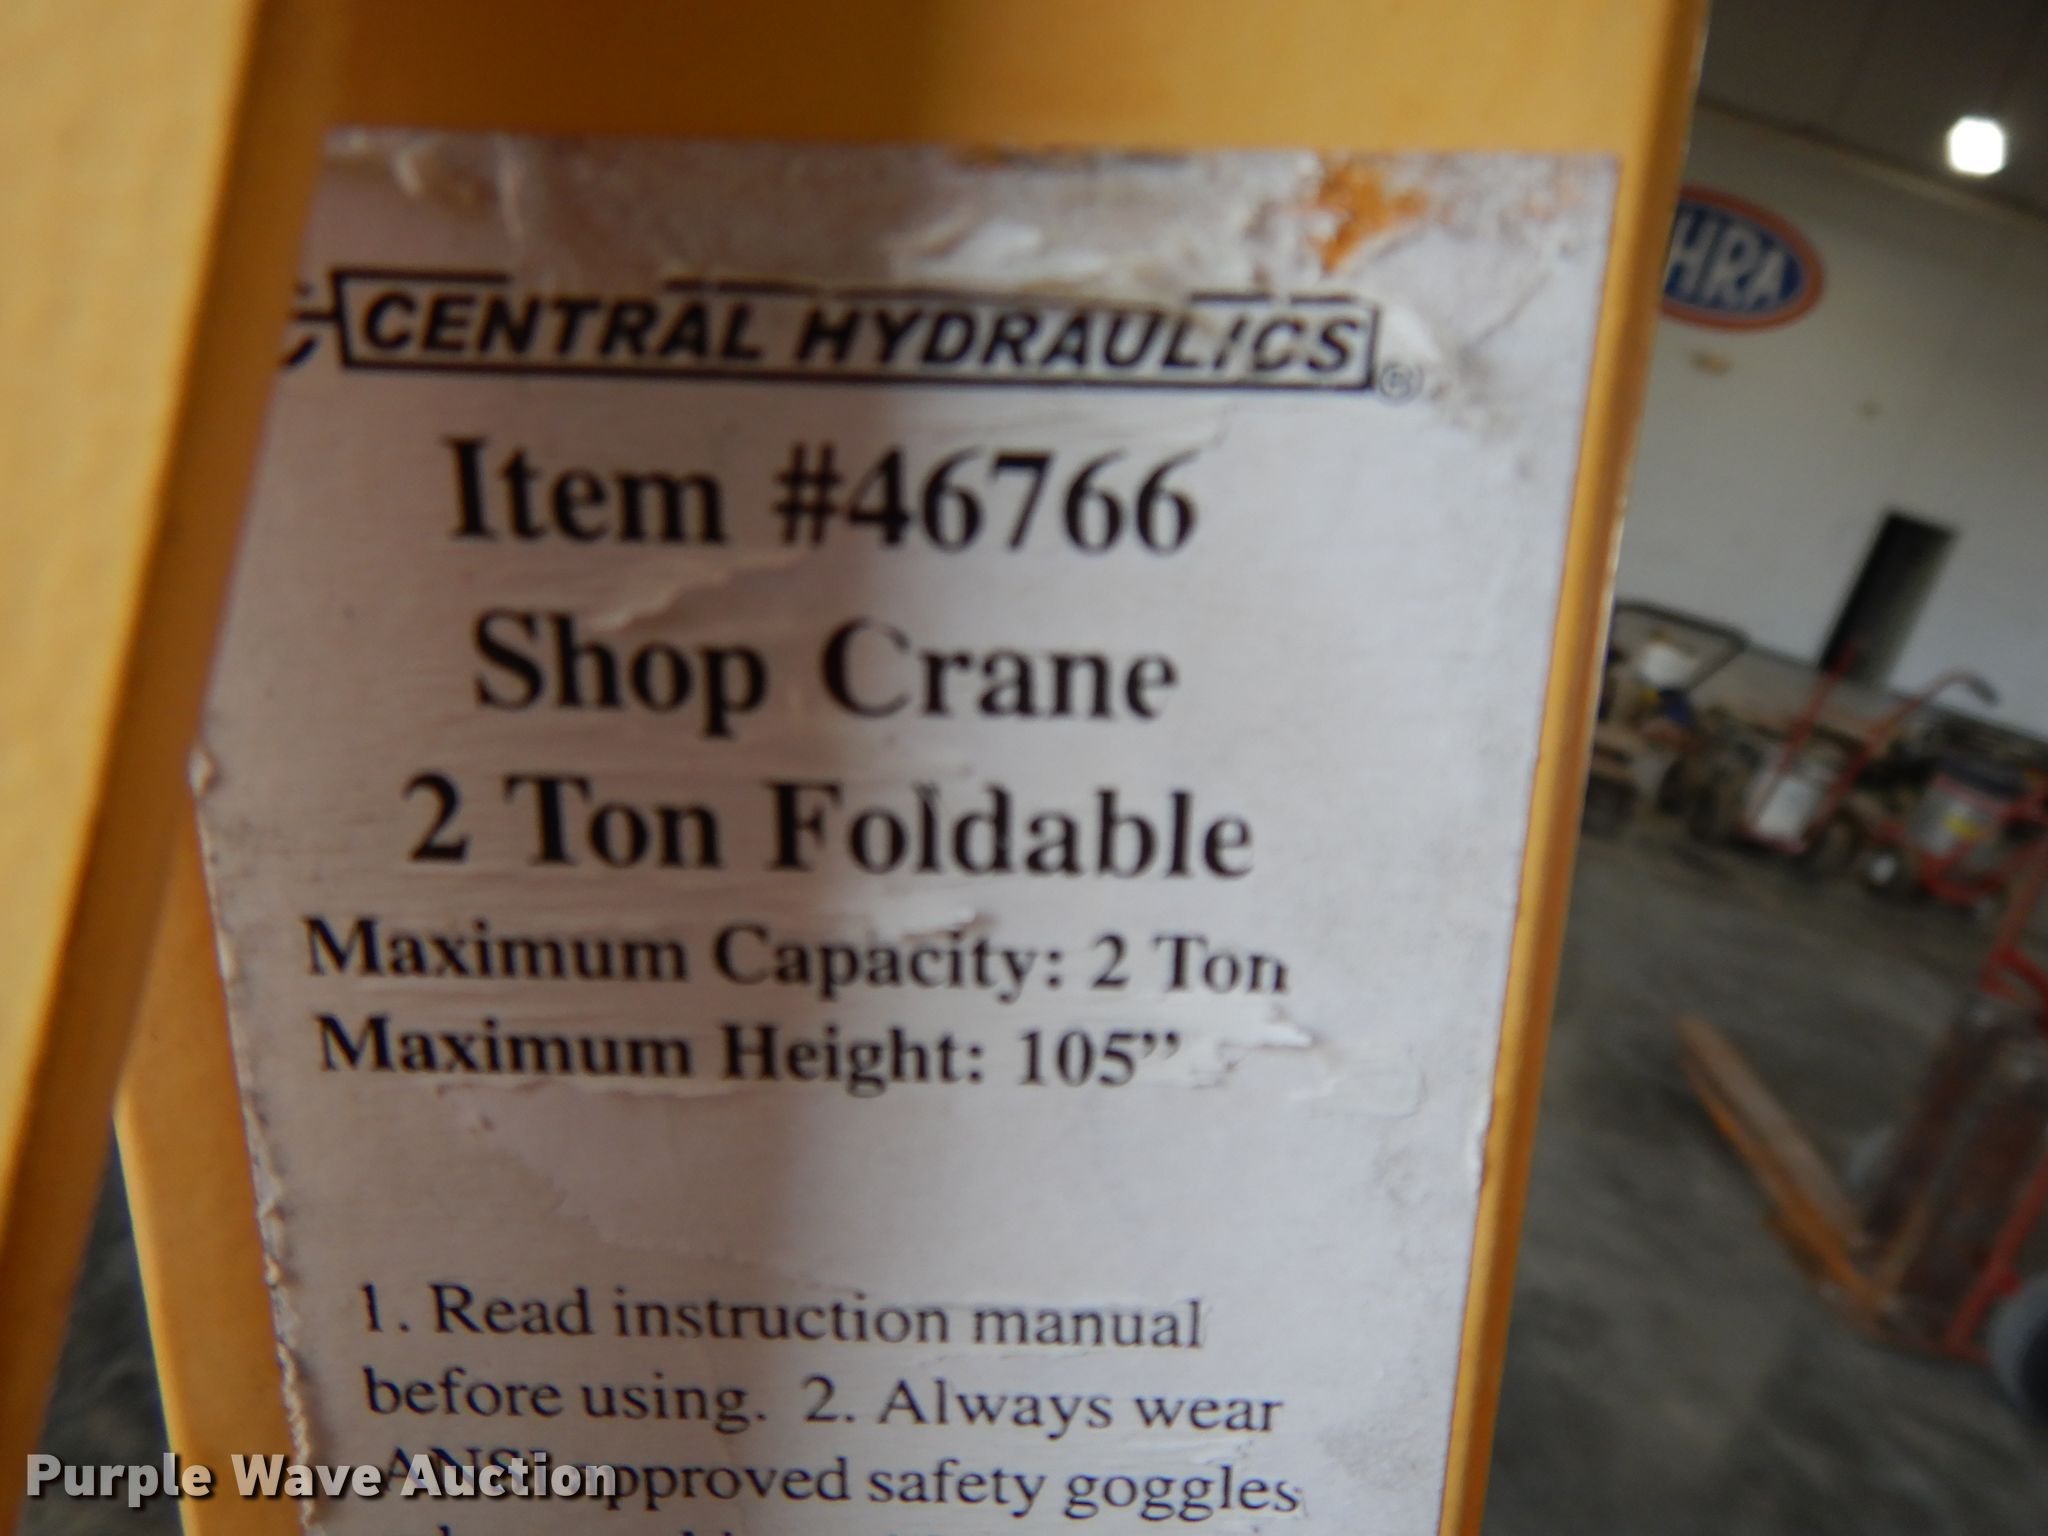 CENTRAL HYDRAULICS®
Item #46766
Shop Crane
2 Ton Foldable
Maximum Capacity: 2 Ton
Maximum Height: 105”
1. Read instruction manual
before using. 2. Always wear
ANSI approved safety goggles
HRA
Purple Wave Auction